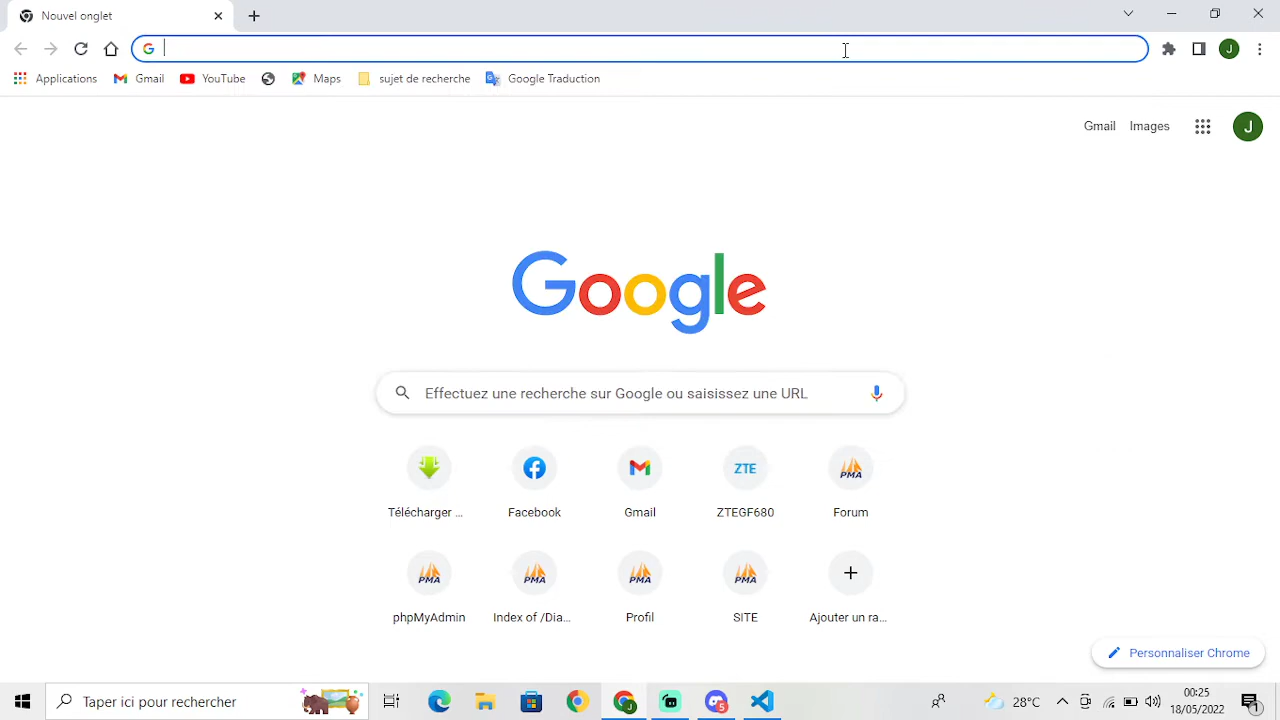 Nouvel onglet
Applications Gmail YouTube Maps sujet de recherche Google Traduction
Gmail Images J
Google
Effectuez une recherche sur Google ou saisissez une URL
ZTE PMA
Télécharger ... Facebook Gmail ZTEGF680 Forum
PMA PMA PMA PMA
phpMyAdmin Index of /Dia... Profil SITE Ajouter un ra...
Personnaliser Chrome
Taper ici pour rechercher 28°C 00:25
18/05/2022